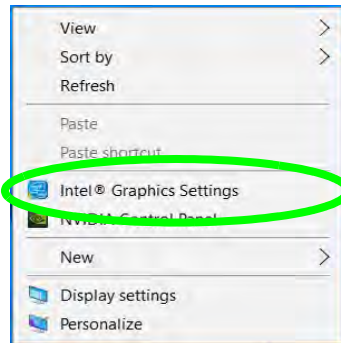 View
Sort by
Refresh
Paste
Paste shortcut
Intel® Graphics Settings
NVIDIA Control Panel
New
Display settings
Personalize